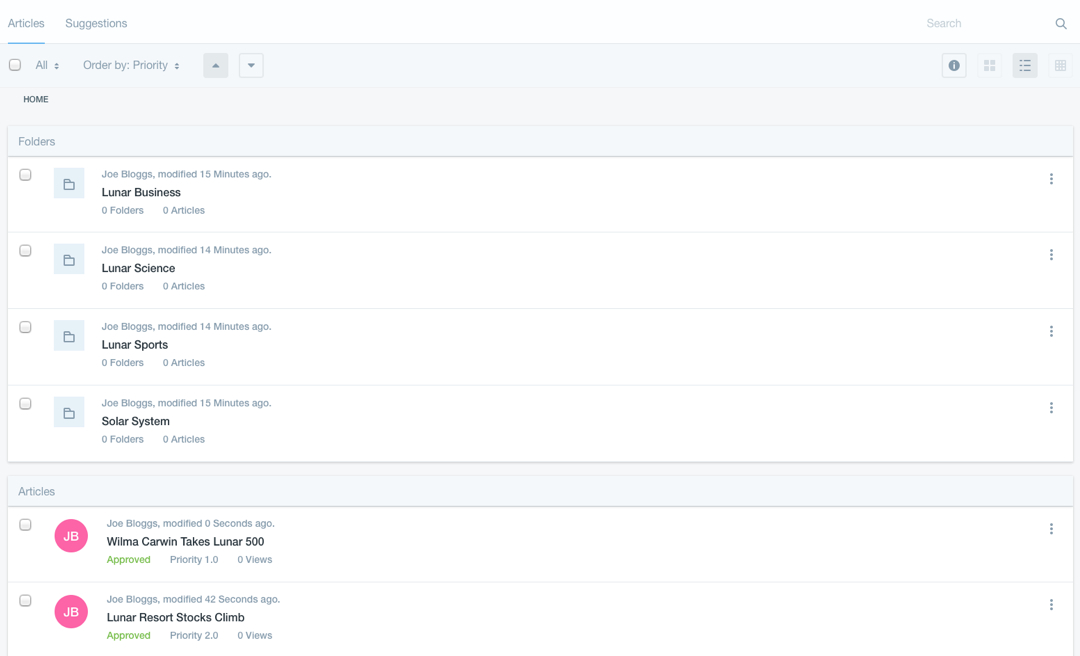 Articles Suggestions Search
All Order by: Priority
HOME
Folders
Joe Bloggs, modified 15 Minutes ago.
Lunar Business
0 Folders 0 Articles
Joe Bloggs, modified 14 Minutes ago.
Lunar Science
0 Folders 0 Articles
Joe Bloggs, modified 14 Minutes ago.
Lunar Sports
0 Folders 0 Articles
Joe Bloggs, modified 15 Minutes ago.
Solar System
0 Folders 0 Articles
Articles
Joe Bloggs, modified 0 Seconds ago.
JB Wilma Carwin Takes Lunar 500
Approved Priority 1.0 0 Views
Joe Bloggs, modified 42 Seconds ago.
JB Lunar Resort Stocks Climb
Approved Priority 2.0 0 Views